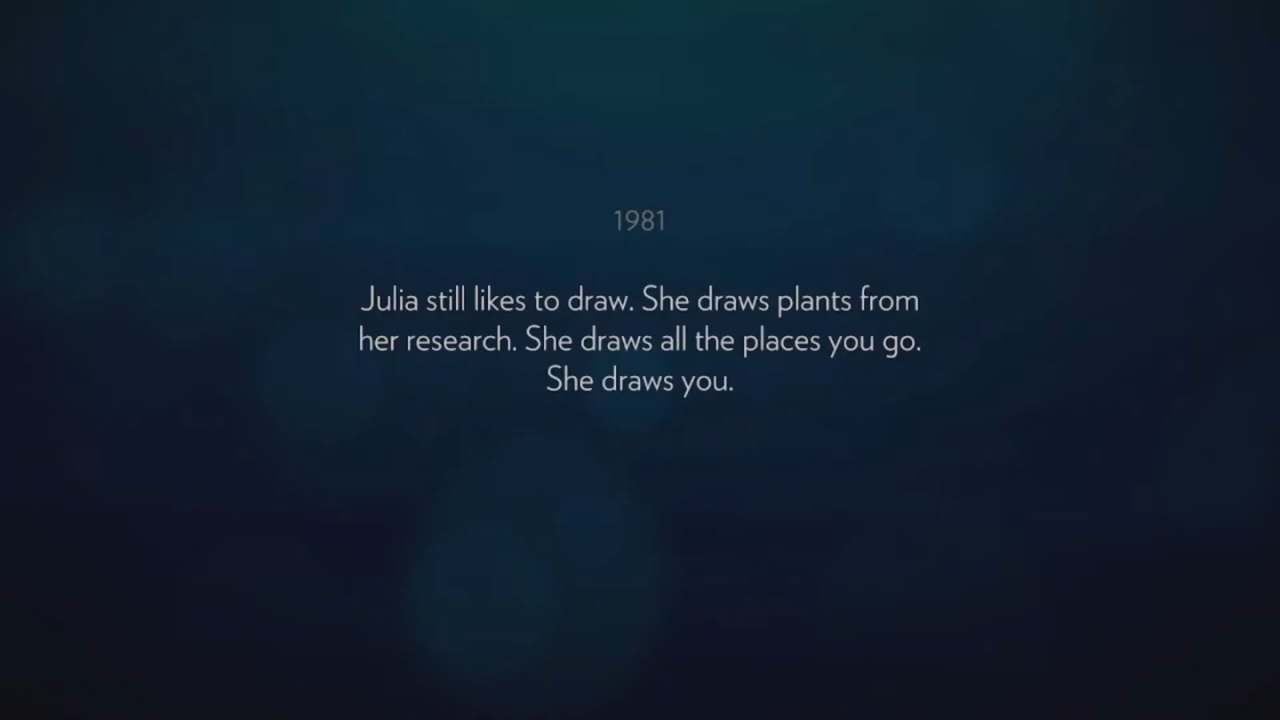 1981
Julia still likes to draw. She draws plants from
her research. She draws all the places you go.
She draws you.